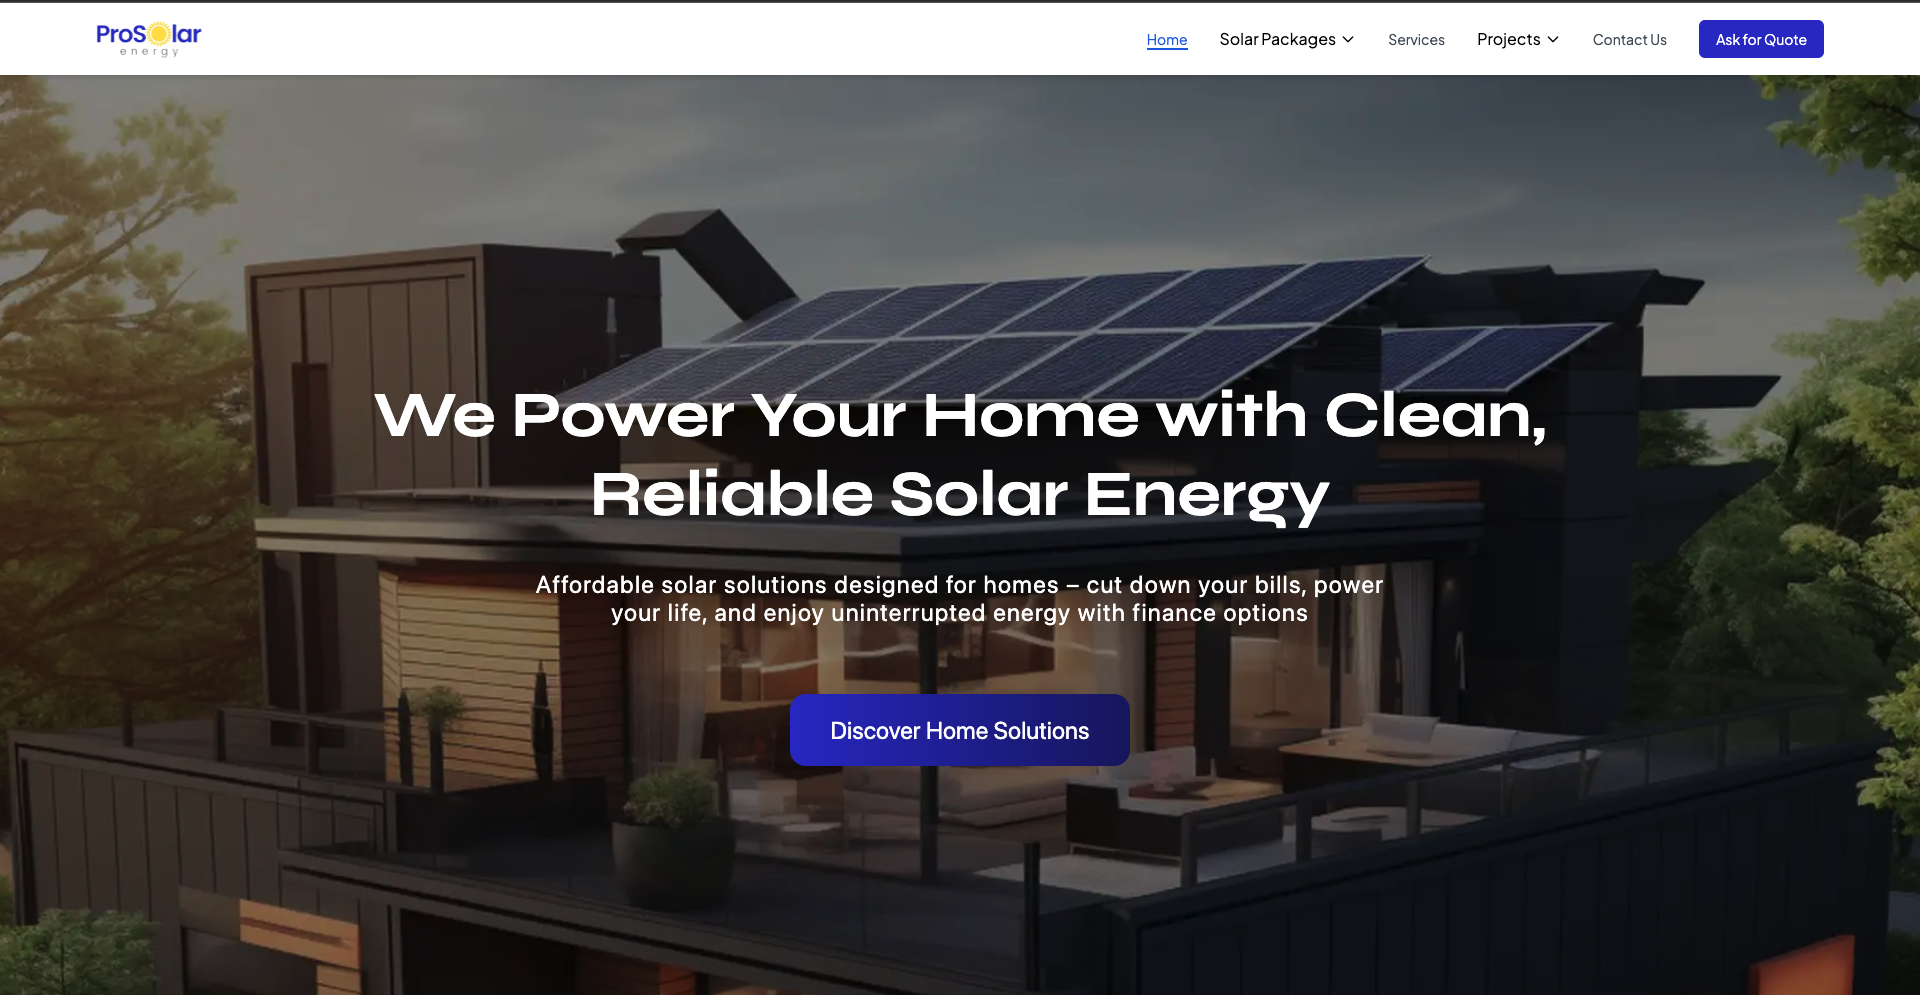 ProSolar
energy
Home
Solar Packages
Services
Projects
Contact Us
Ask for Quote
We Power Your Home with Clean,
Reliable Solar Energy
Affordable solar solutions designed for homes – cut down your bills, power
your life, and enjoy uninterrupted energy with finance options
Discover Home Solutions